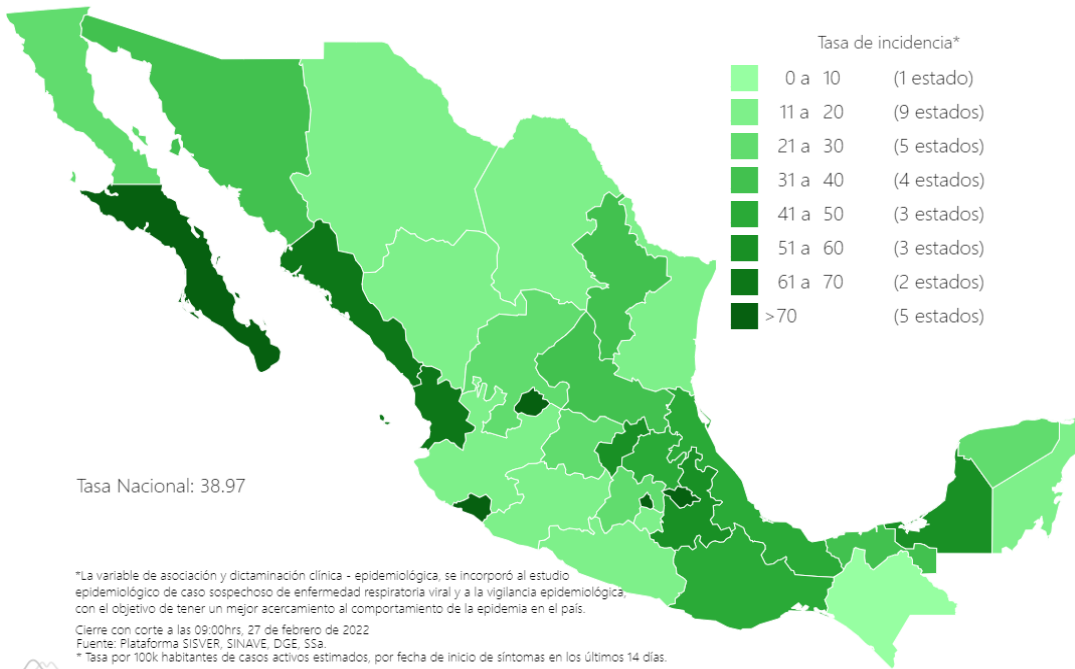 Tasa de incidencia*
0 a 10 (1 estado)
11 a 20 (9 estados)
21 a 30 (5 estados)
31 a 40 (4 estados)
41 a 50 (3 estados)
51 a 60 (3 estados)
61 a 70 (2 estados)
>70 (5 estados)
Tasa Nacional: 38.97
*La variable de asociación y dictaminación clínica - epidemiológica, se incorporó al estudio
epidemiológico de caso sospechoso de enfermedad respiratoria viral y a la vigilancia epidemiológica,
con el objetivo de tener un mejor acercamiento al comportamiento de la epidemia en el país.
Cierre con corte a las 09:00hrs, 27 de febrero de 2022
Fuente: Plataforma SISVER, SINAVE, DGE, SSa.
* Tasa por 100k habitantes de casos activos estimados, por fecha de inicio de síntomas en los últimos 14 días.